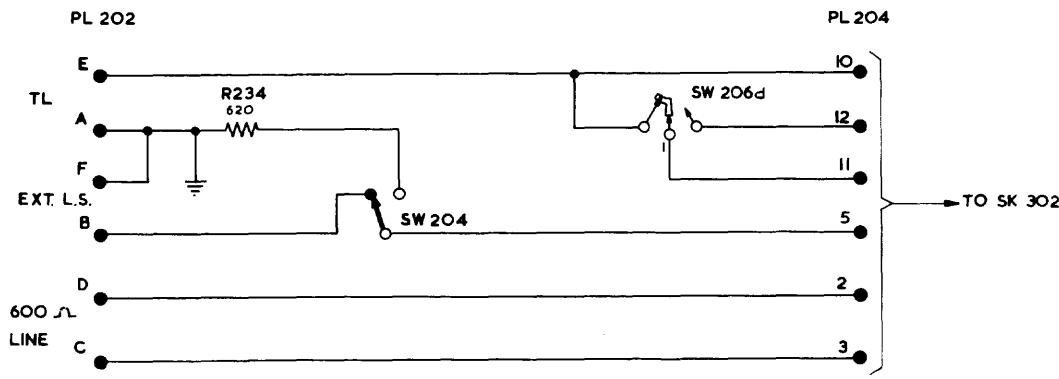 PL 202
PL 204
E
10
TL
R234
620
SW 206d
A
12
F
1
11
EXT. L.S.
TO SK 302
B
SW 204
5
D
2
600 Ω
LINE
C
3